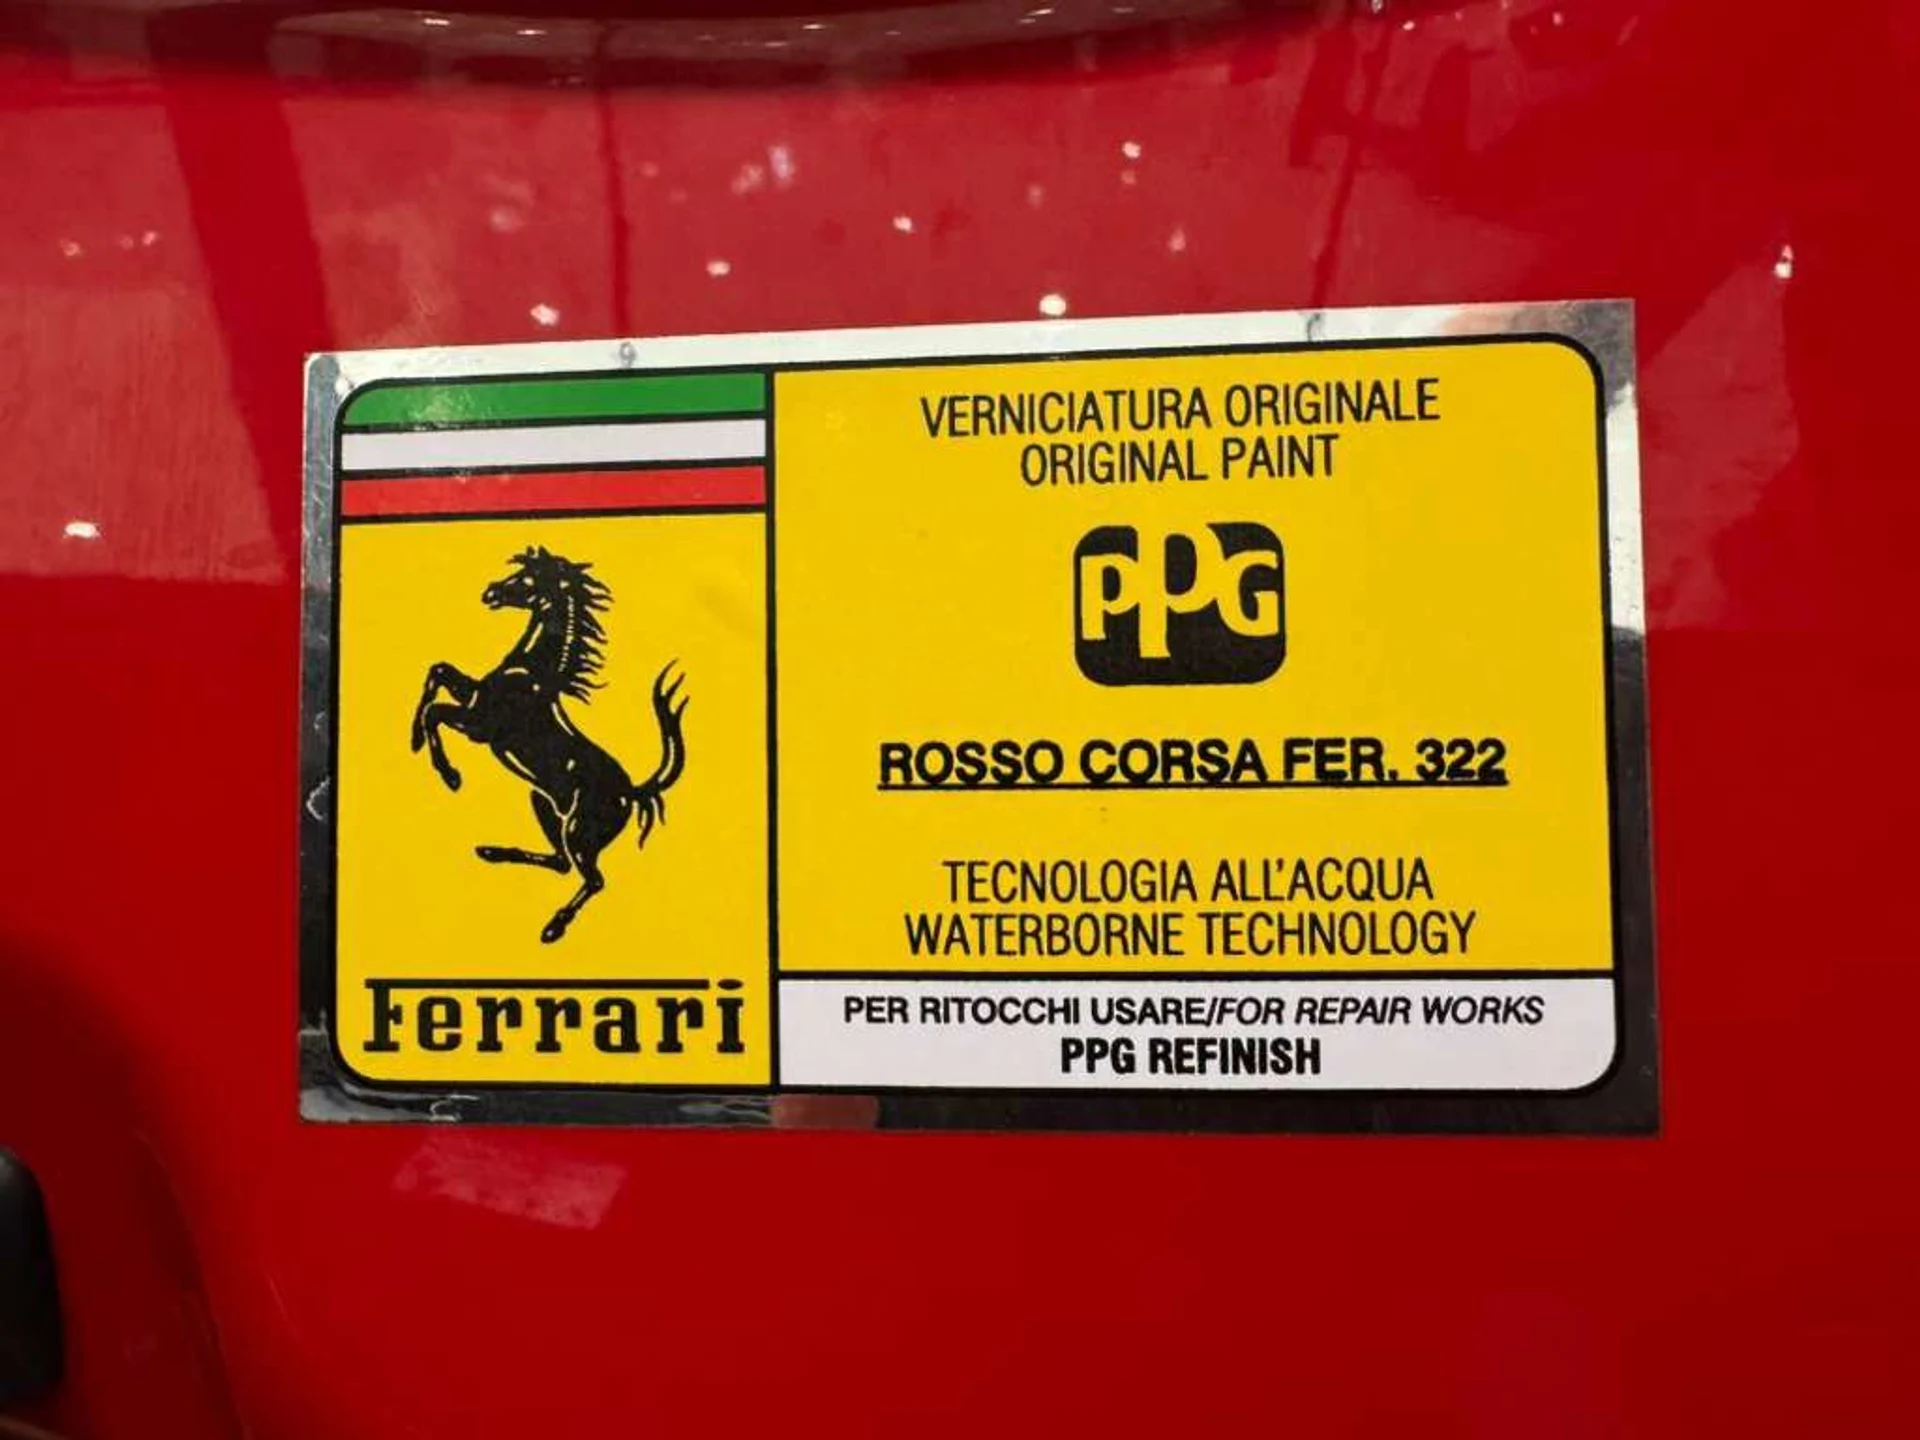 VERNICIATURA ORIGINALE
ORIGINAL PAINT
PPG
ROSSO CORSA FER. 322
TECNOLOGIA ALL'ACQUA
WATERBORNE TECHNOLOGY
Ferrari
PER RITOCCHI USARE/FOR REPAIR WORKS
PPG REFINISH